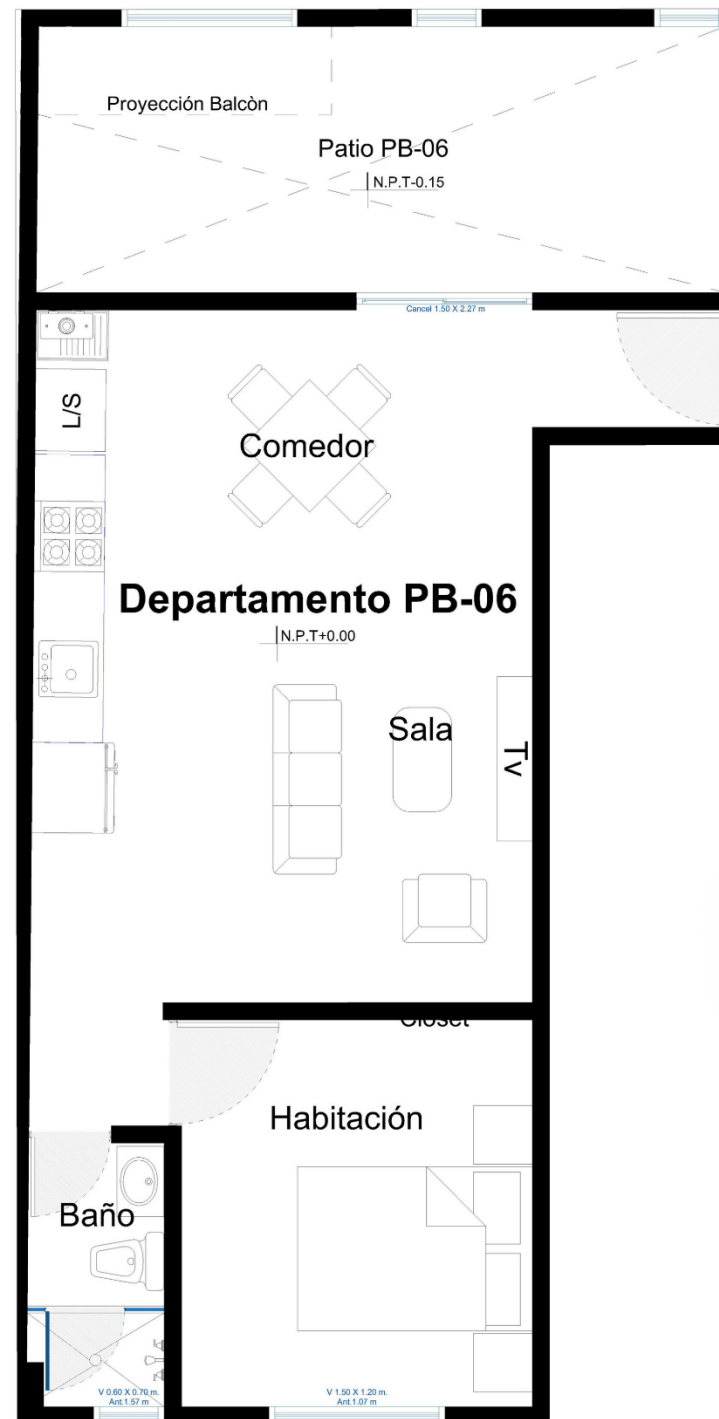 Proyección Balcòn
Patio PB-06
N.P.T-0.15
Cancel 1.50 X 2.27 m
L/S
Comedor
Departamento PB-06
N.P.T+0.00
Sala
Tv
Closet
Habitación
Baño
V 0.60 X 0.70 m.
Ant.1.57 m
V 1.50 X 1.20 m.
Ant.1.07 m